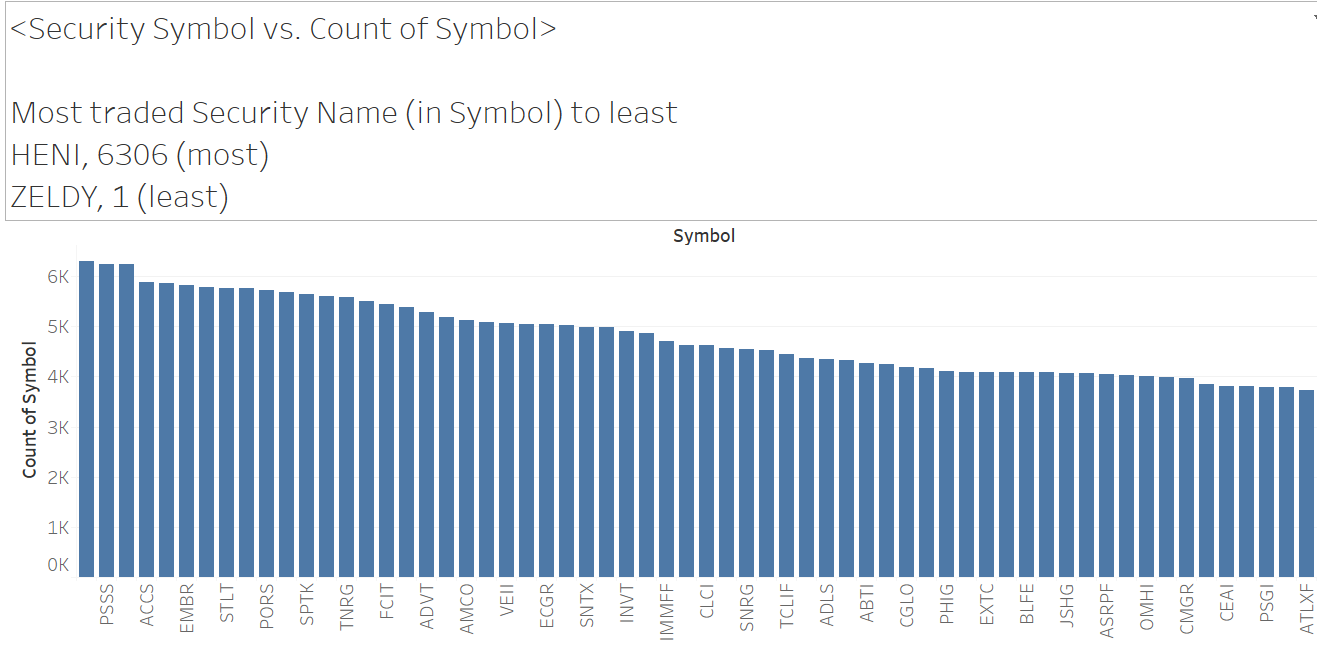 <Security Symbol vs. Count of Symbol>
Most traded Security Name (in Symbol) to least
HENI, 6306 (most)
ZELDY, 1 (least)
Symbol
Count of Symbol
6K
5K
4K
3K
2K
1K
0K
PSSS
ACCS
EMBR
STLT
PORS
SPTK
TNRG
FCIT
ADVT
AMCO
VEII
ECGR
SNTX
INVT
IMMFF
CLCI
SNRG
TCLIF
ADLS
ABTI
CGLO
PHIG
EXTC
BLFE
JSHG
ASRPF
OMHI
CMGR
CEAI
PSGI
ATLXF